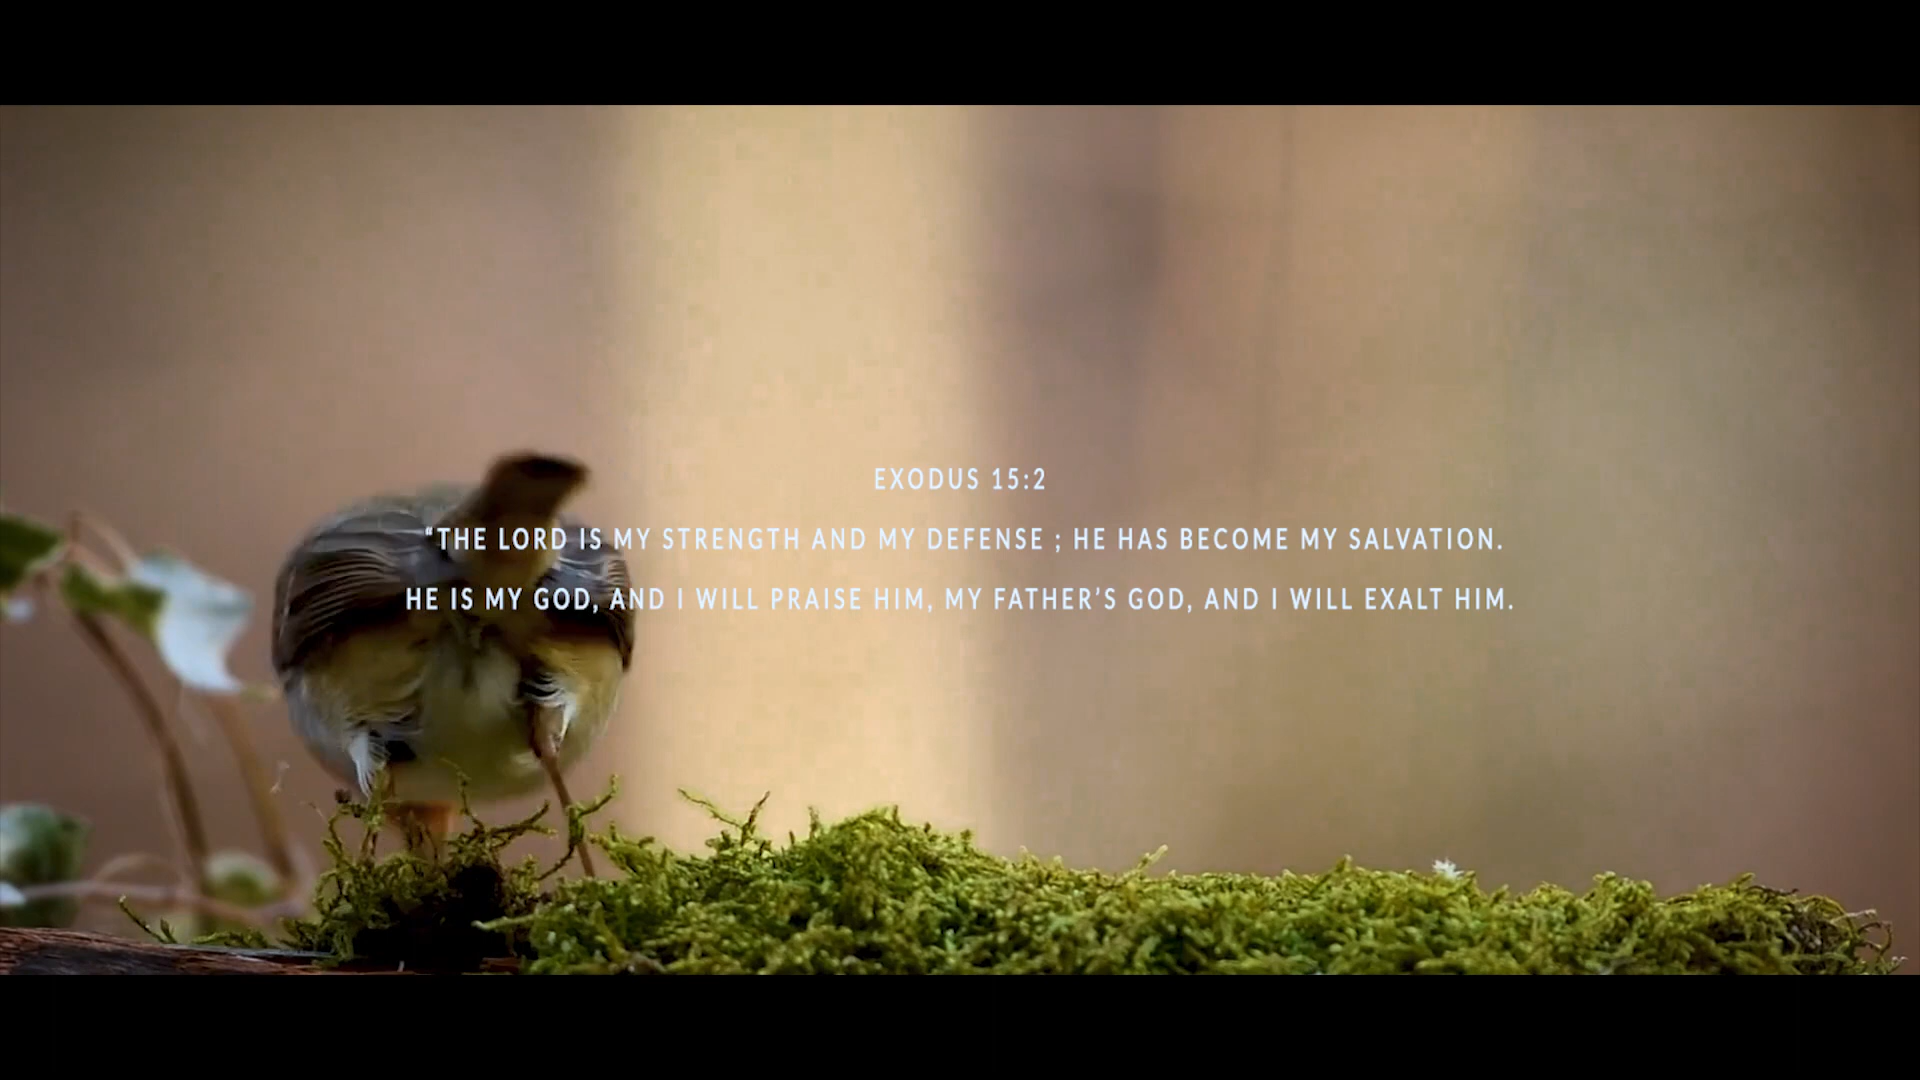 EXODUS 15:2
“THE LORD IS MY STRENGTH AND MY DEFENSE ; HE HAS BECOME MY SALVATION.
HE IS MY GOD, AND I WILL PRAISE HIM, MY FATHER’S GOD, AND I WILL EXALT HIM.